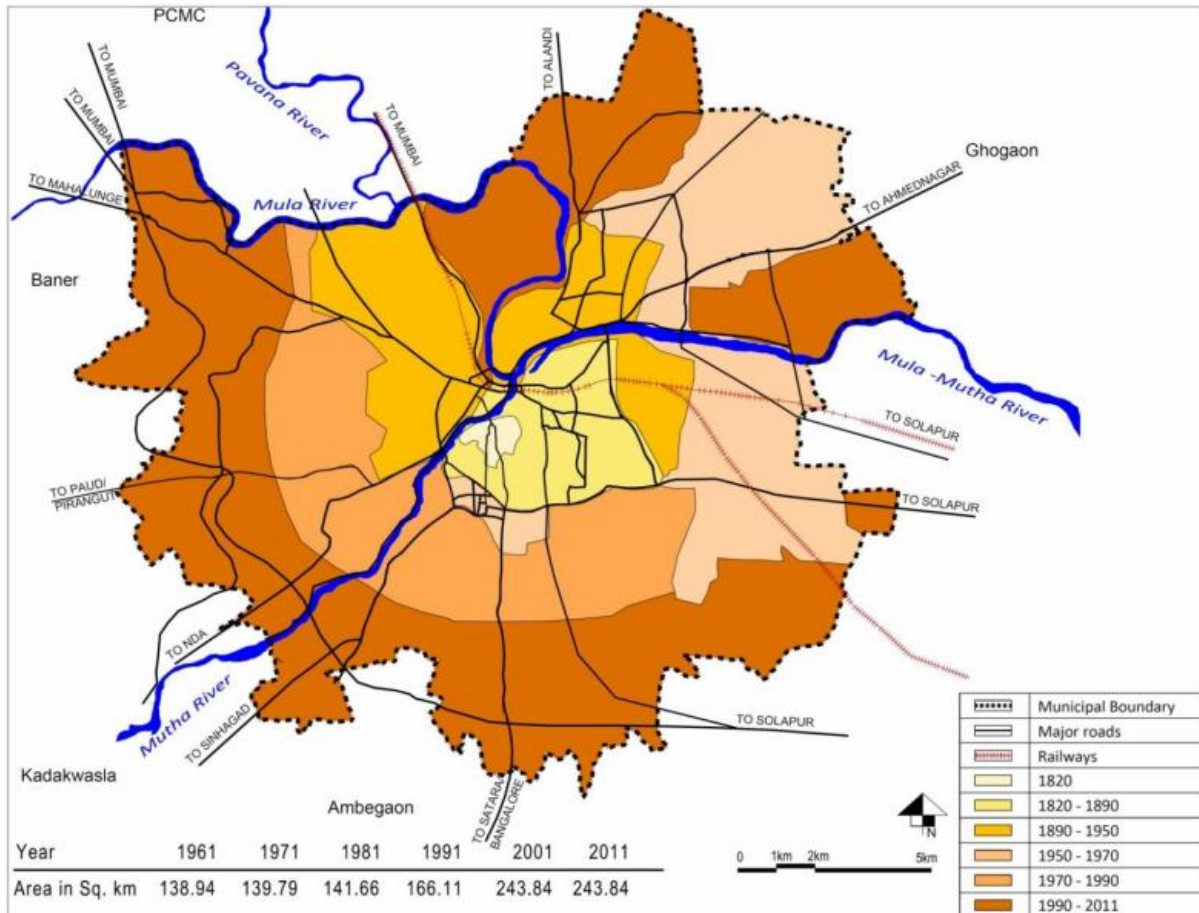 PCMC
TO MUMBAI
TO MUMBAI
Pavana River
TO MUMBAI
TO ALANDI
Ghogaon
TO AHMEDNAGAR
TO MAHALUNGE
Mula River
Baner
Mula -Mutha River
TO SOLAPUR
TO PAUD/
PIRANGUT
TO SOLAPUR
TO NDA
Mutha River
TO SINHAGAD
TO SOLAPUR
Kadakwasla
Ambegaon
TO SATARA/
BANGALORE
N
0 1km 2km 5km
Year 1961 1971 1981 1991 2001 2011
Area in Sq. km 138.94 139.79 141.66 166.11 243.84 243.84
Municipal Boundary
Major roads
Railways
1820
1820 - 1890
1890 - 1950
1950 - 1970
1970 - 1990
1990 - 2011